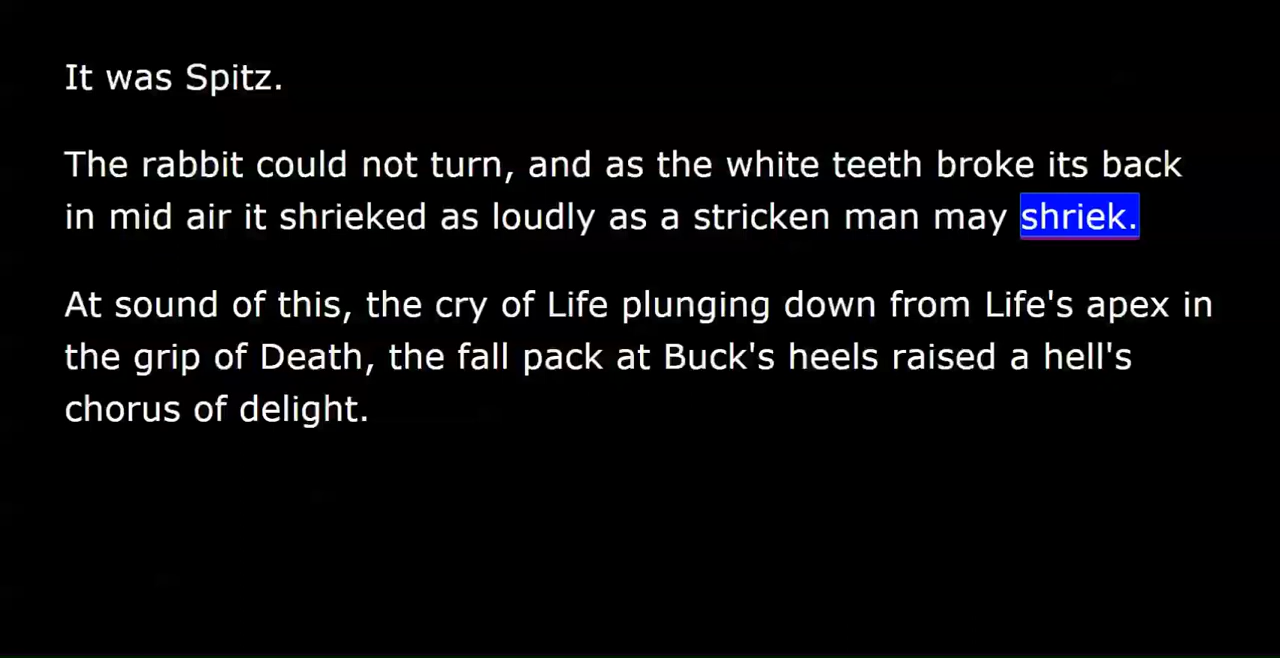 It was Spitz.
The rabbit could not turn, and as the white teeth broke its back
in mid air it shrieked as loudly as a stricken man may shriek.
At sound of this, the cry of Life plunging down from Life's apex in
the grip of Death, the fall pack at Buck's heels raised a hell's
chorus of delight.